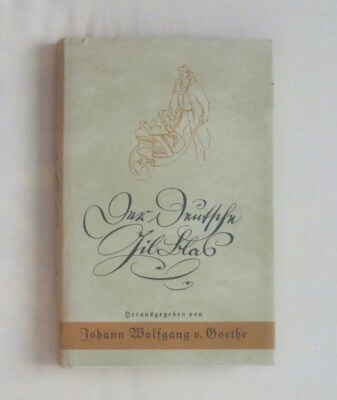 Der Deutsche
Gil Blas
Herausgegeben von
Johann Wolfgang v. Goethe